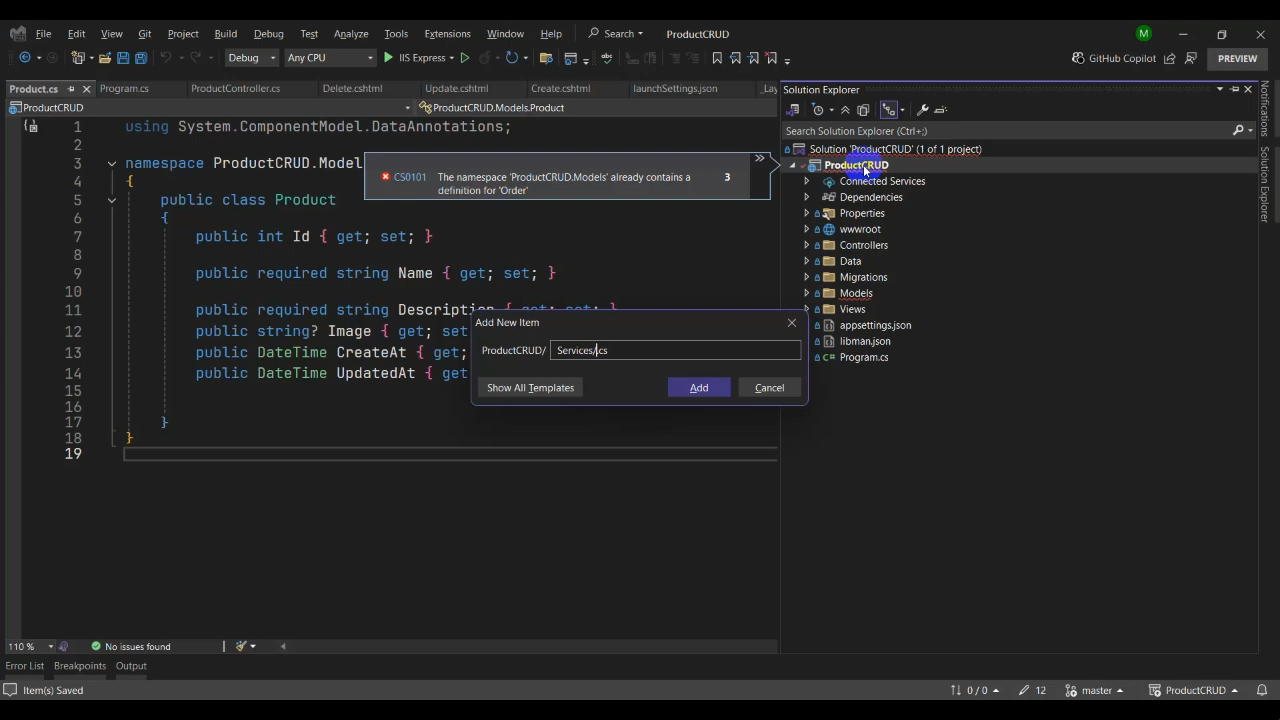 File Edit View Git Project Build Debug Test Analyze Tools Extensions Window Help Search ProductCRUD M
Debug Any CPU IIS Express GitHub Copilot PREVIEW
Product.cs Program.cs ProductController.cs Delete.cshtml Update.cshtml Create.cshtml launchSettings.json _Lay
ProductCRUD ProductCRUD.Models.Product
1 using System.ComponentModel.DataAnnotations;
2
3 namespace ProductCRUD.Model
4 {
5 public class Product
6 {
7 public int Id { get; set; }
8
9 public required string Name { get; set; }
10
11 public required string Description { get; set; }
12 public string? Image { get; set
13 public DateTime CreateAt { get;
14 public DateTime UpdatedAt { get
15
16
17 }
18 }
19
CS0101 The namespace 'ProductCRUD.Models' already contains a 3
definition for 'Order'
Add New Item
ProductCRUD/ Services/.cs
Show All Templates Add Cancel
Solution Explorer
Search Solution Explorer (Ctrl+;)
Solution 'ProductCRUD' (1 of 1 project)
ProductCRUD
Connected Services
Dependencies
Properties
wwwroot
Controllers
Data
Migrations
Models
Views
appsettings.json
libman.json
C# Program.cs
Notifications
Solution Explorer
110 % No issues found
Error List Breakpoints Output
Item(s) Saved 0 / 0 12 master ProductCRUD